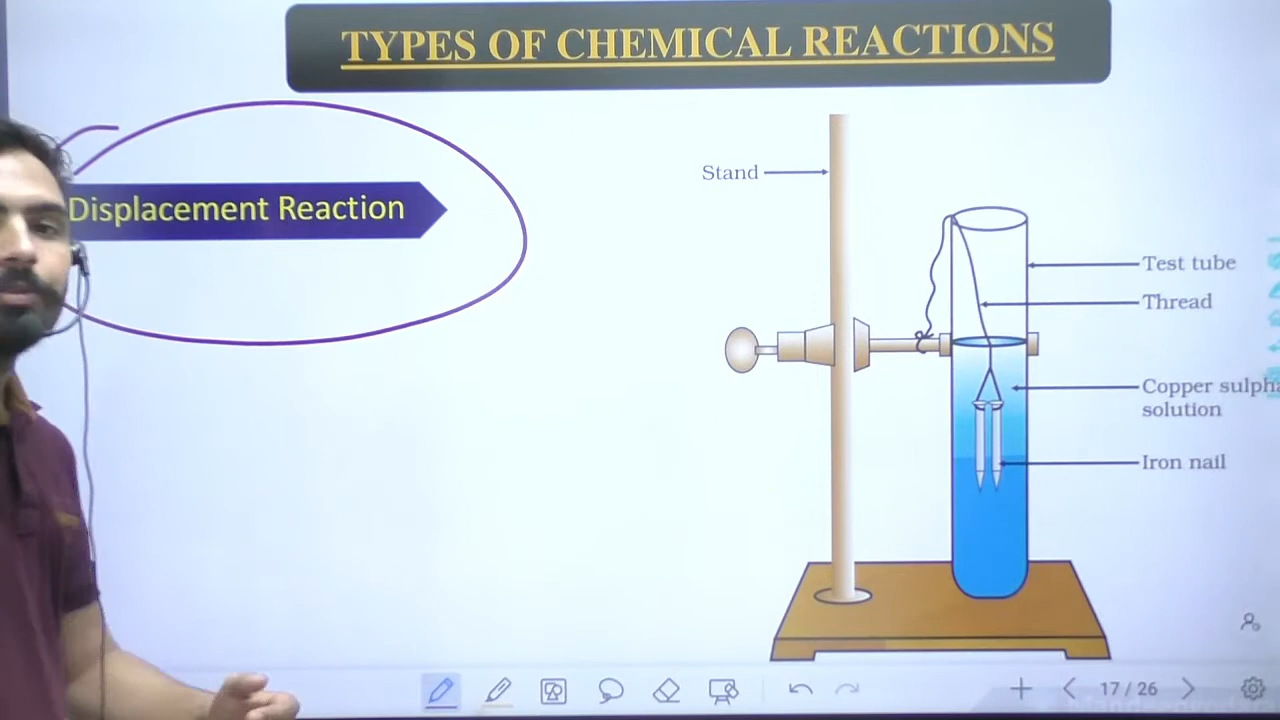 TYPES OF CHEMICAL REACTIONS
Displacement Reaction
Stand
Test tube
Thread
Copper sulpha
solution
Iron nail
17 / 26